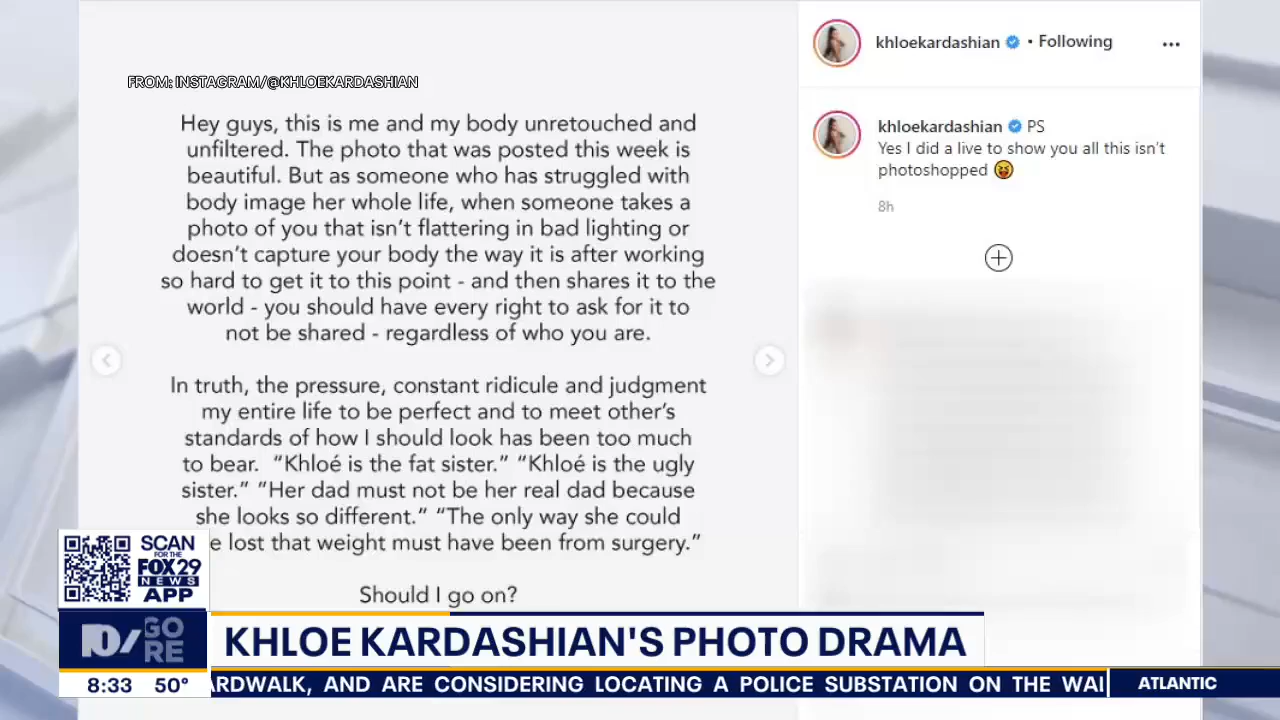 FROM: INSTAGRAM/@KHLOEKARDASHIAN
Hey guys, this is me and my body unretouched and
unfiltered. The photo that was posted this week is
beautiful. But as someone who has struggled with
body image her whole life, when someone takes a
photo of you that isn’t flattering in bad lighting or
doesn’t capture your body the way it is after working
so hard to get it to this point - and then shares it to the
world - you should have every right to ask for it to
not be shared - regardless of who you are.
In truth, the pressure, constant ridicule and judgment
my entire life to be perfect and to meet other’s
standards of how I should look has been too much
to bear. “Khloé is the fat sister.” “Khloé is the ugly
sister.” “Her dad must not be her real dad because
she looks so different.” “The only way she could
e lost that weight must have been from surgery.”
Should I go on?
khloekardashian • Following
khloekardashian PS
Yes I did a live to show you all this isn’t
photoshopped 😝
8h
SCAN
FOR THE
FOX 29
NEWS
APP
GO
RE
KHLOE KARDASHIAN'S PHOTO DRAMA
8:33 50°
ARDWALK, AND ARE CONSIDERING LOCATING A POLICE SUBSTATION ON THE WAI
ATLANTIC